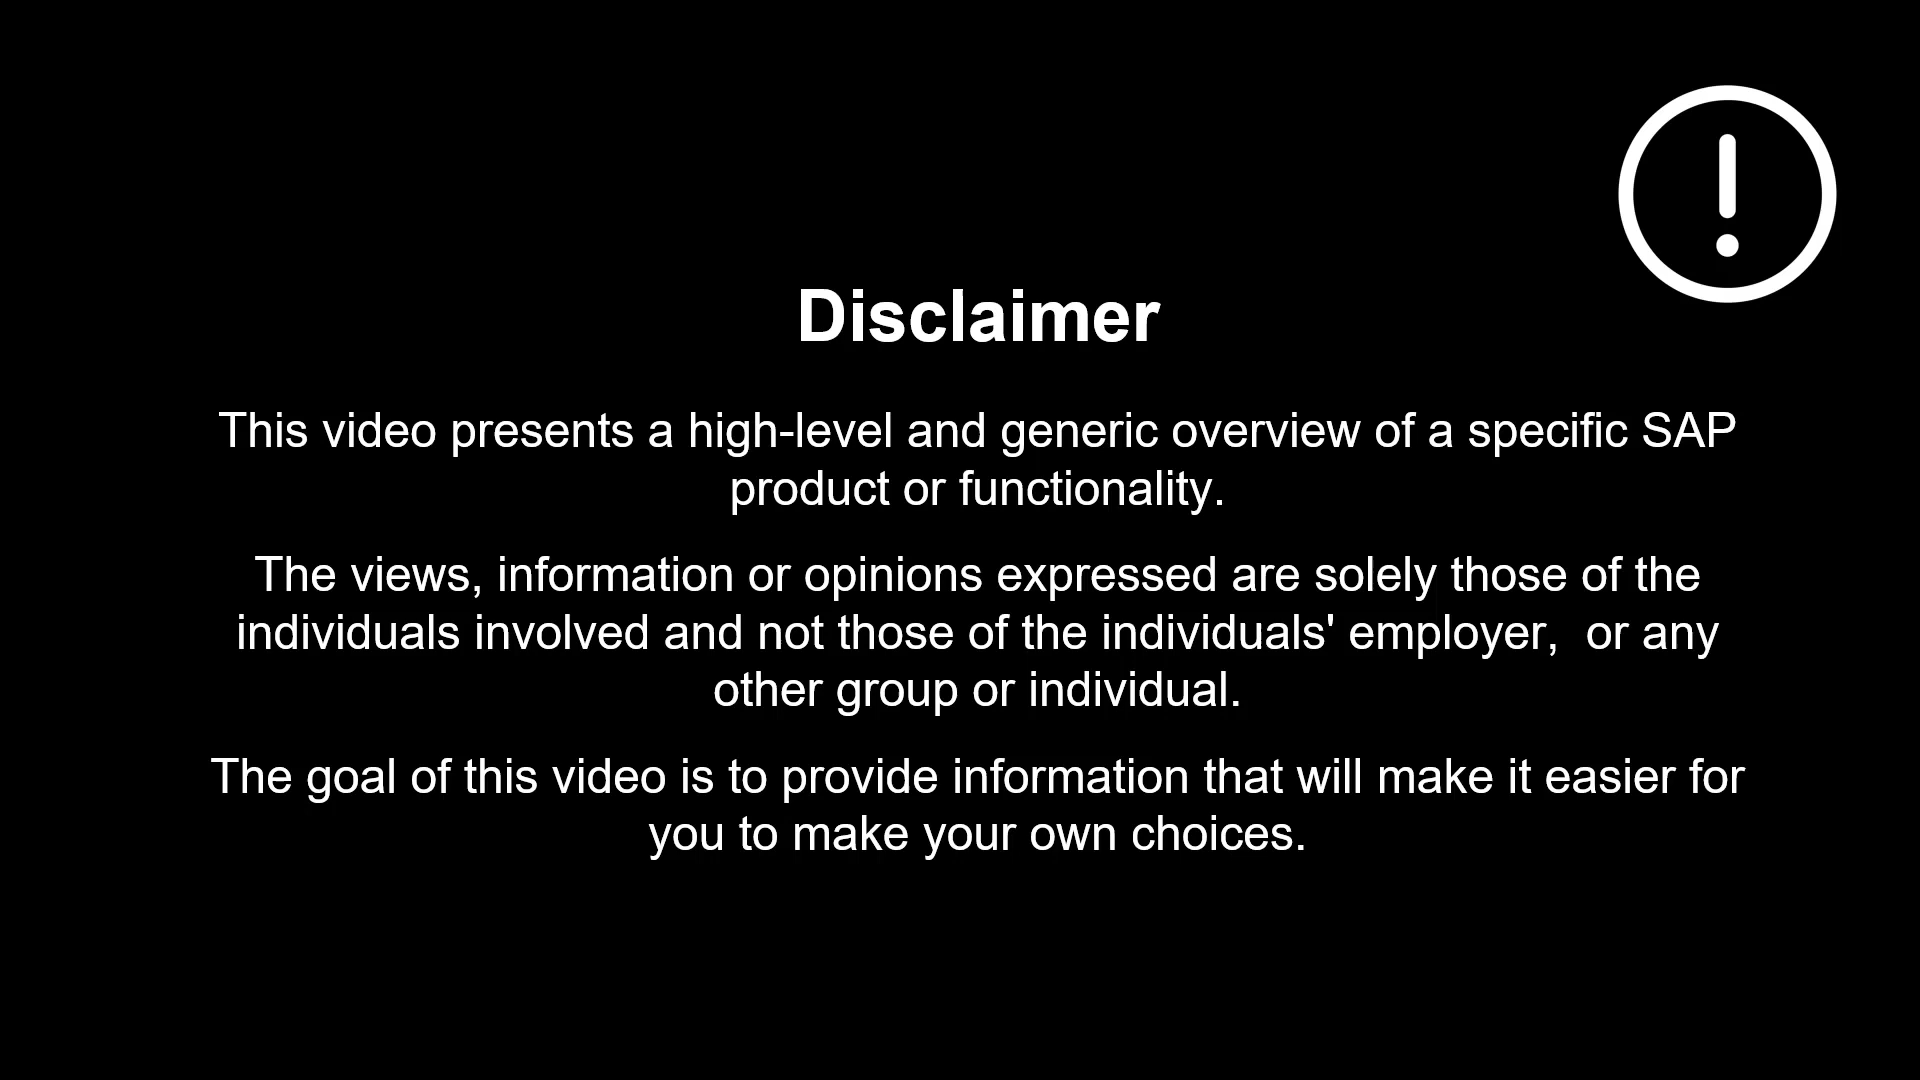 Disclaimer
This video presents a high-level and generic overview of a specific SAP
product or functionality.
The views, information or opinions expressed are solely those of the
individuals involved and not those of the individuals' employer,  or any
other group or individual.
The goal of this video is to provide information that will make it easier for
you to make your own choices.